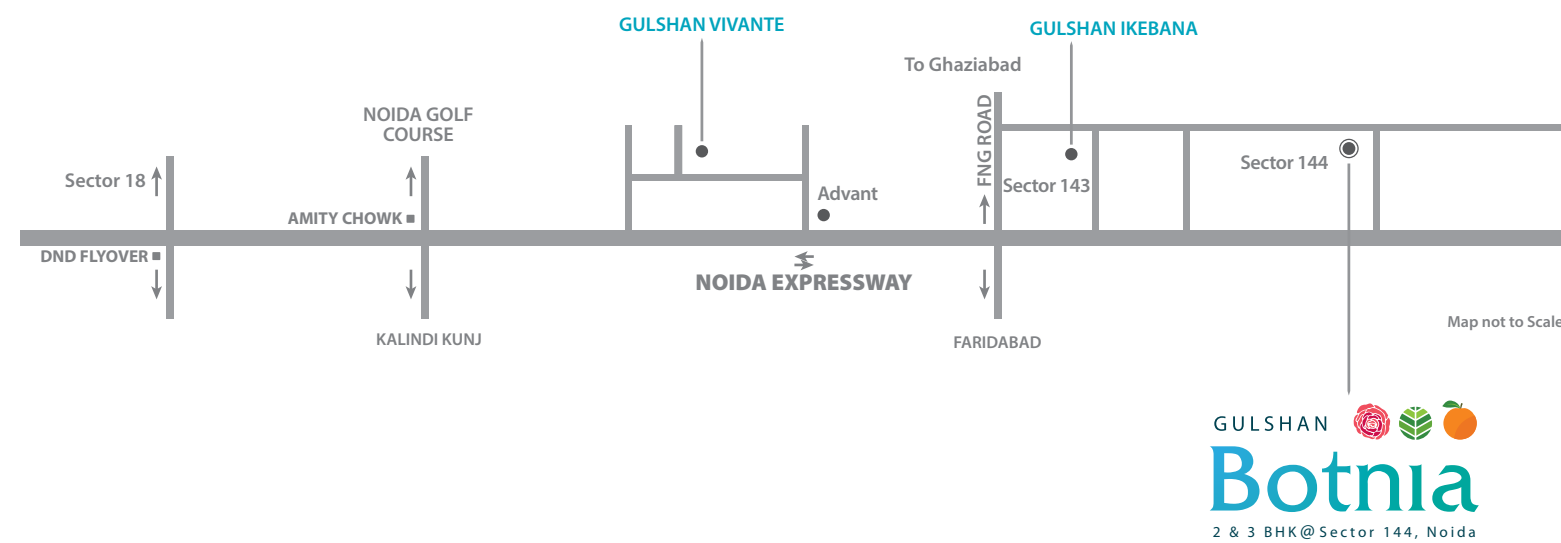 GULSHAN VIVANTE
GULSHAN IKEBANA
To Ghaziabad
NOIDA GOLF
COURSE
FNG ROAD
Sector 18
Sector 144
Sector 143
Advant
AMITY CHOWK
DND FLYOVER
NOIDA EXPRESSWAY
KALINDI KUNJ
FARIDABAD
Map not to Scale
GULSHAN
Botnia
2 & 3 BHK@Sector 144, Noida